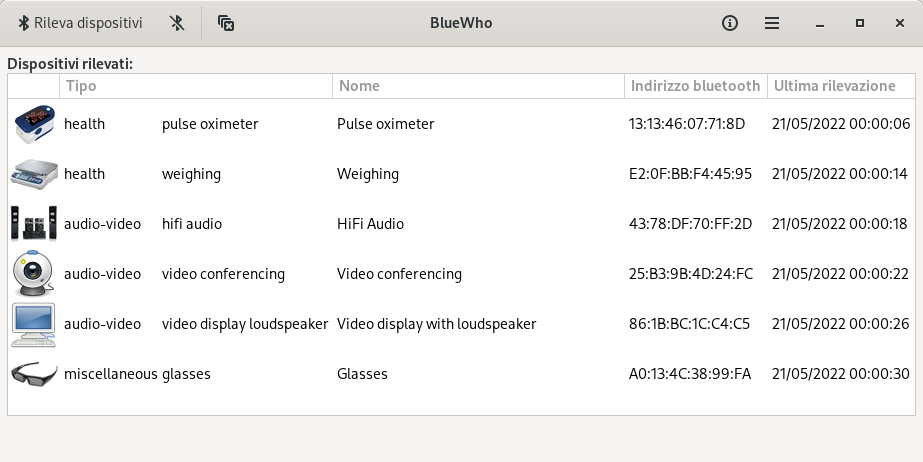 Rileva dispositivi BlueWho
Dispositivi rilevati:
Tipo Nome Indirizzo bluetooth Ultima rilevazione
health pulse oximeter Pulse oximeter 13:13:46:07:71:8D 21/05/2022 00:00:06
health weighing Weighing E2:0F:BB:F4:45:95 21/05/2022 00:00:14
audio-video hifi audio HiFi Audio 43:78:DF:70:FF:2D 21/05/2022 00:00:18
audio-video video conferencing Video conferencing 25:B3:9B:4D:24:FC 21/05/2022 00:00:22
audio-video video display loudspeaker Video display with loudspeaker 86:1B:BC:1C:C4:C5 21/05/2022 00:00:26
miscellaneous glasses Glasses A0:13:4C:38:99:FA 21/05/2022 00:00:30